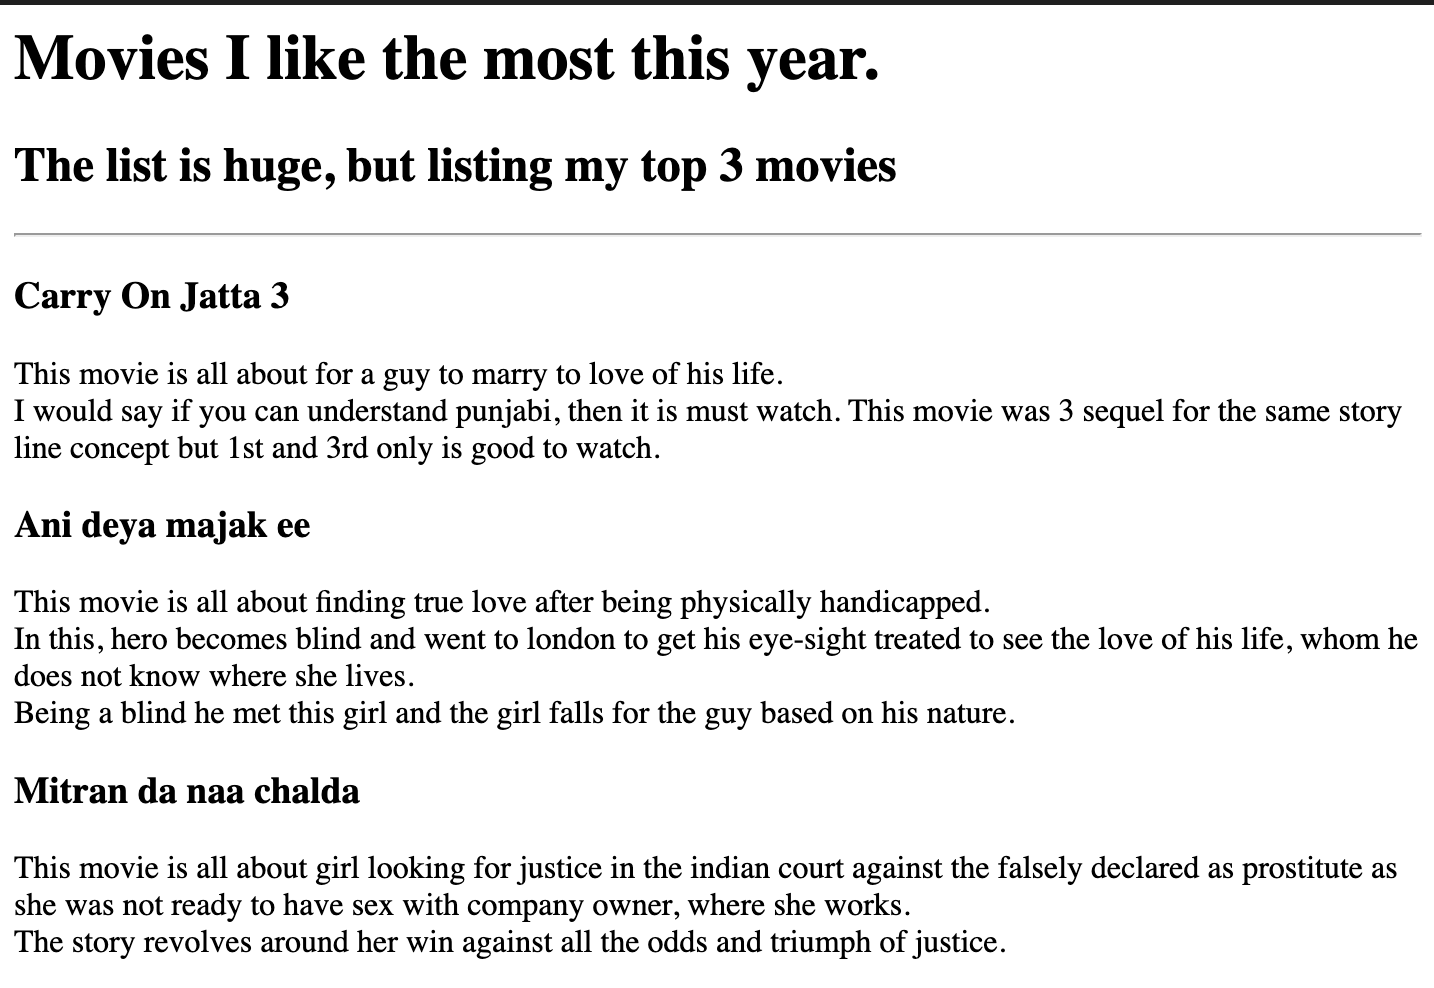 Movies I like the most this year.
The list is huge, but listing my top 3 movies
Carry On Jatta 3
This movie is all about for a guy to marry to love of his life.
I would say if you can understand punjabi, then it is must watch. This movie was 3 sequel for the same story
line concept but 1st and 3rd only is good to watch.
Ani deya majak ee
This movie is all about finding true love after being physically handicapped.
In this, hero becomes blind and went to london to get his eye-sight treated to see the love of his life, whom he
does not know where she lives.
Being a blind he met this girl and the girl falls for the guy based on his nature.
Mitran da naa chalda
This movie is all about girl looking for justice in the indian court against the falsely declared as prostitute as
she was not ready to have sex with company owner, where she works.
The story revolves around her win against all the odds and triumph of justice.